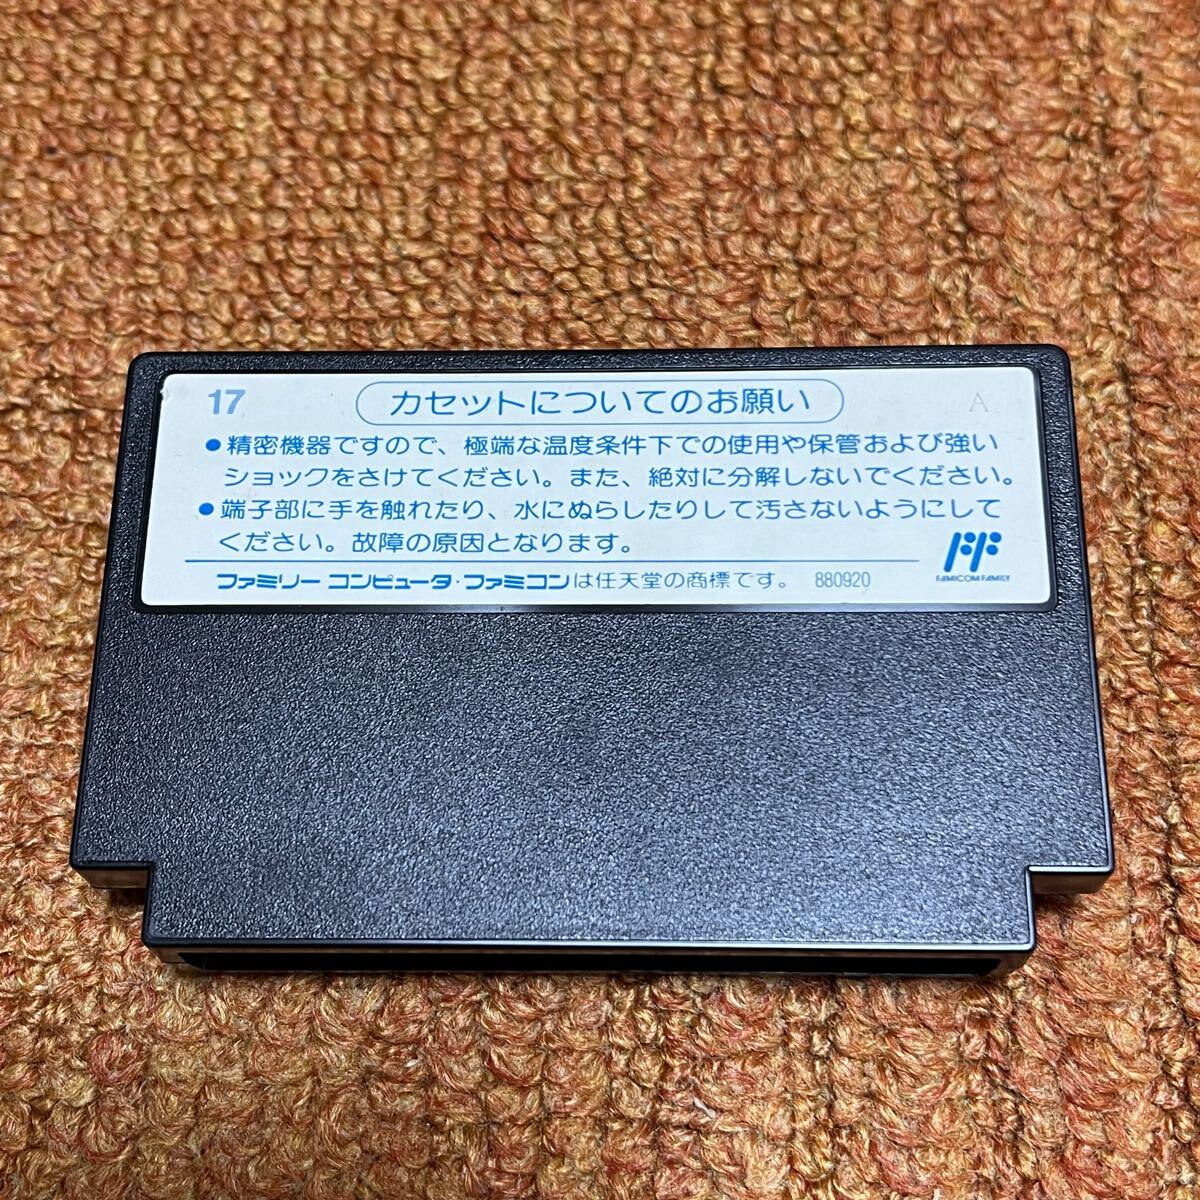 17
カセットについてのお願い
A
●精密機器ですので、極端な温度条件下での使用や保管および強い
ショックをさけてください。また、絶対に分解しないでください。
●端子部に手を触れたり、水にぬらしたりして汚さないようにして
ください。故障の原因となります。
ファミリー コンピュータ・ファミコンは任天堂の商標です。 880920
FAMICOM FAMILY